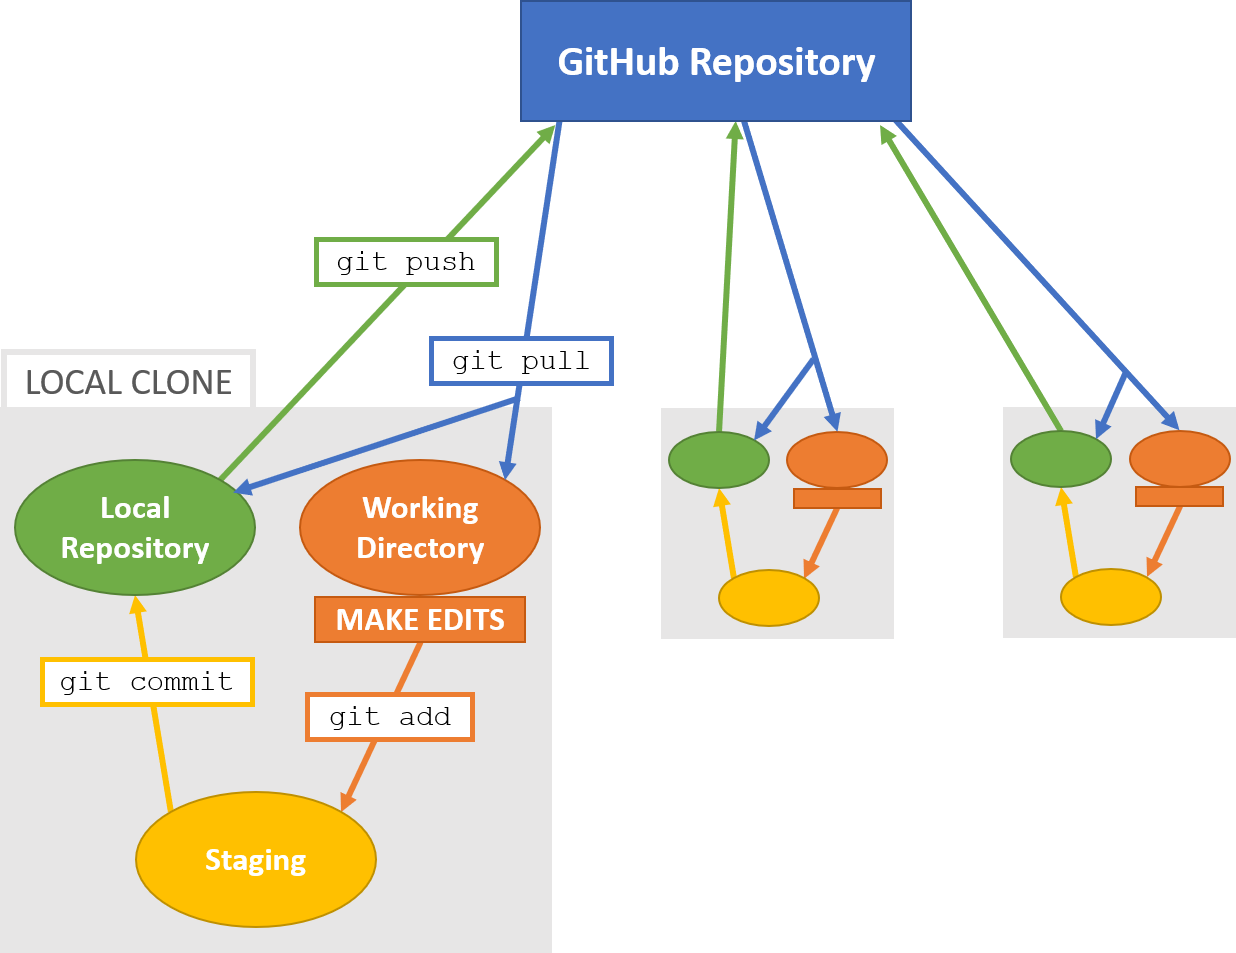 GitHub Repository
git push
git pull
LOCAL CLONE
Local
Repository
Working
Directory
MAKE EDITS
git commit
git add
Staging